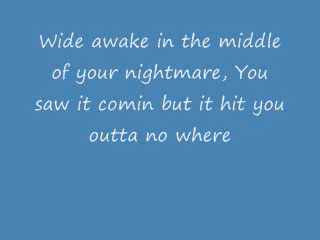 Wide awake in the middle
of your nightmare, You
saw it comin but it hit you
outta no where